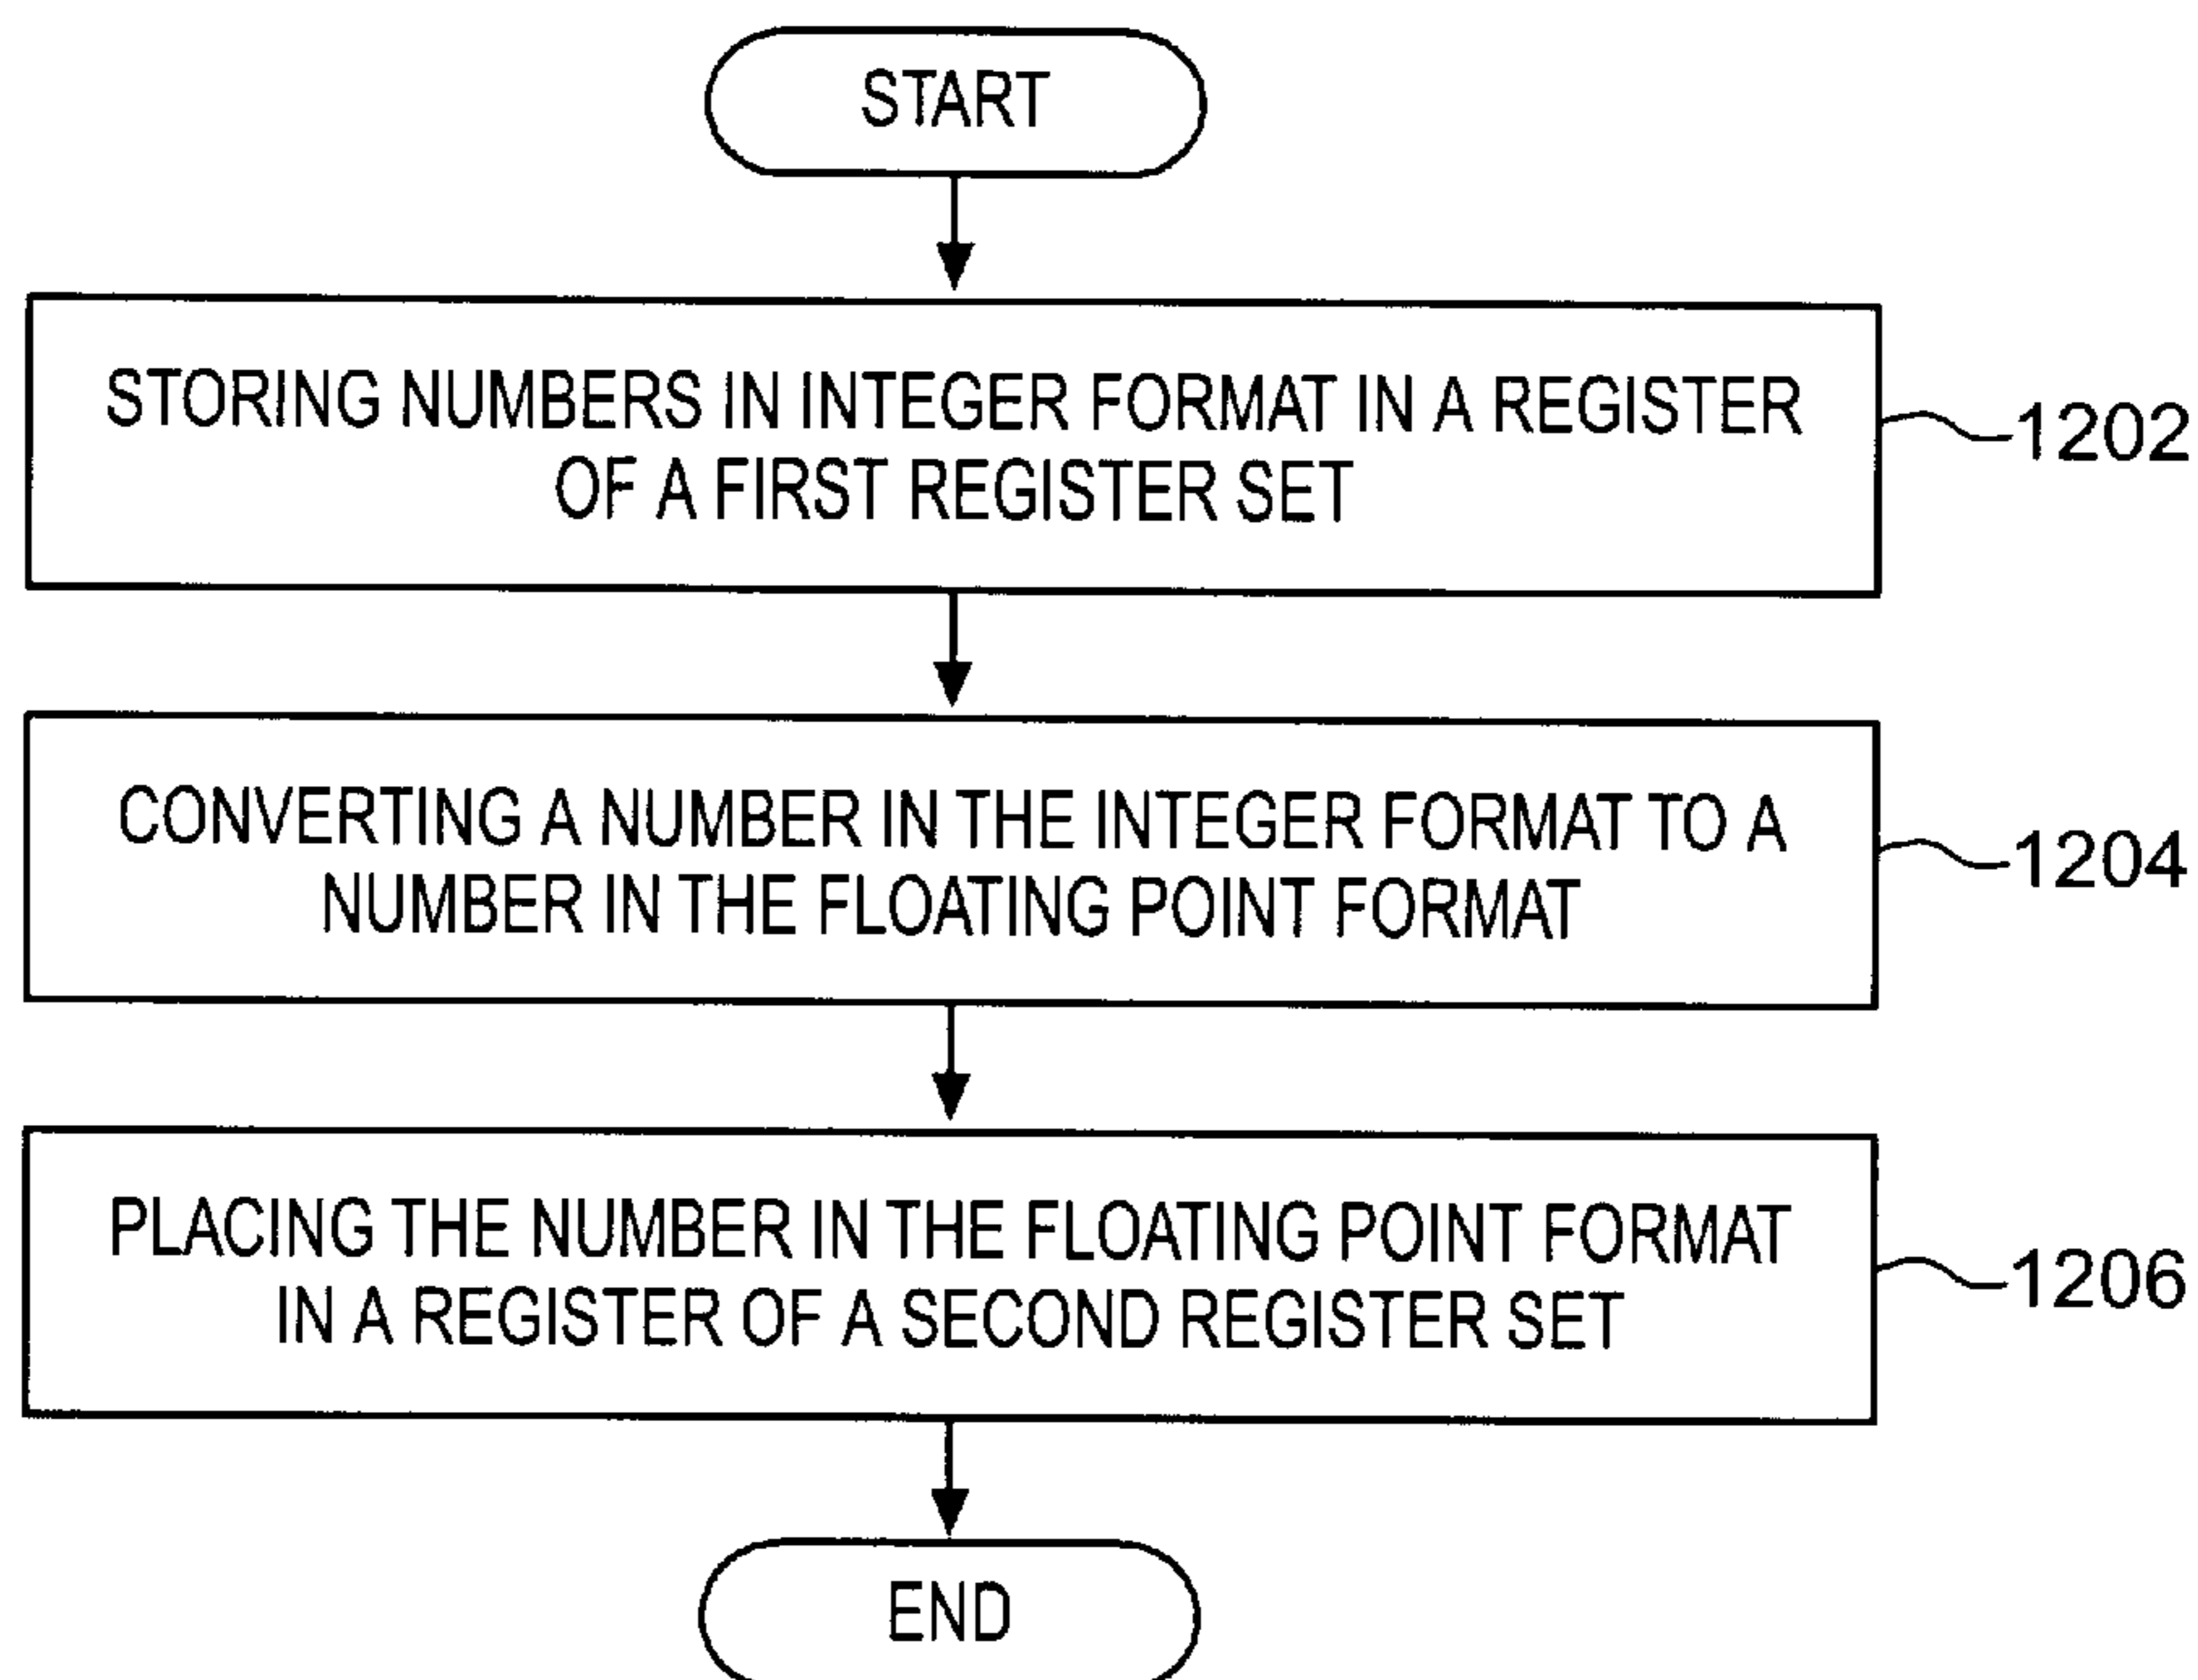 START
STORING NUMBERS IN INTEGER FORMAT IN A REGISTER
OF A FIRST REGISTER SET
1202
CONVERTING A NUMBER IN THE INTEGER FORMAT TO A
NUMBER IN THE FLOATING POINT FORMAT
1204
PLACING THE NUMBER IN THE FLOATING POINT FORMAT
IN A REGISTER OF A SECOND REGISTER SET
1206
END